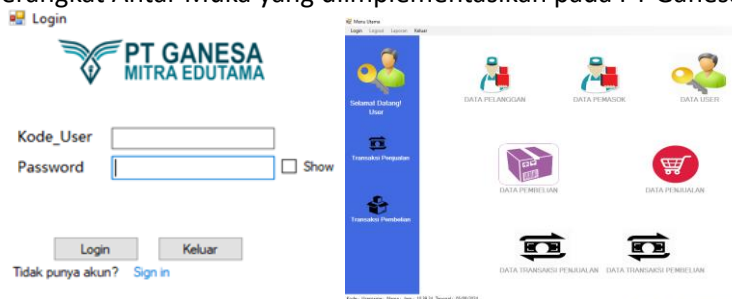 Perangkat Antar Muka yang diimplementasikan pada PT Ganesa
Login
PT GANESA
MITRA EDUTAMA
Kode_User
Password
Show
Login
Keluar
Tidak punya akun? Sign in
Menu Utama
Login Logout Laporan Keluar
Selamat Datang!
User
Transaksi Penjualan
Transaksi Pembelian
DATA PELANGGAN
DATA PEMASOK
DATA USER
DATA PEMBELIAN
DATA PENJUALAN
DATA TRANSAKSI PENJUALAN
DATA TRANSAKSI PEMBELIAN